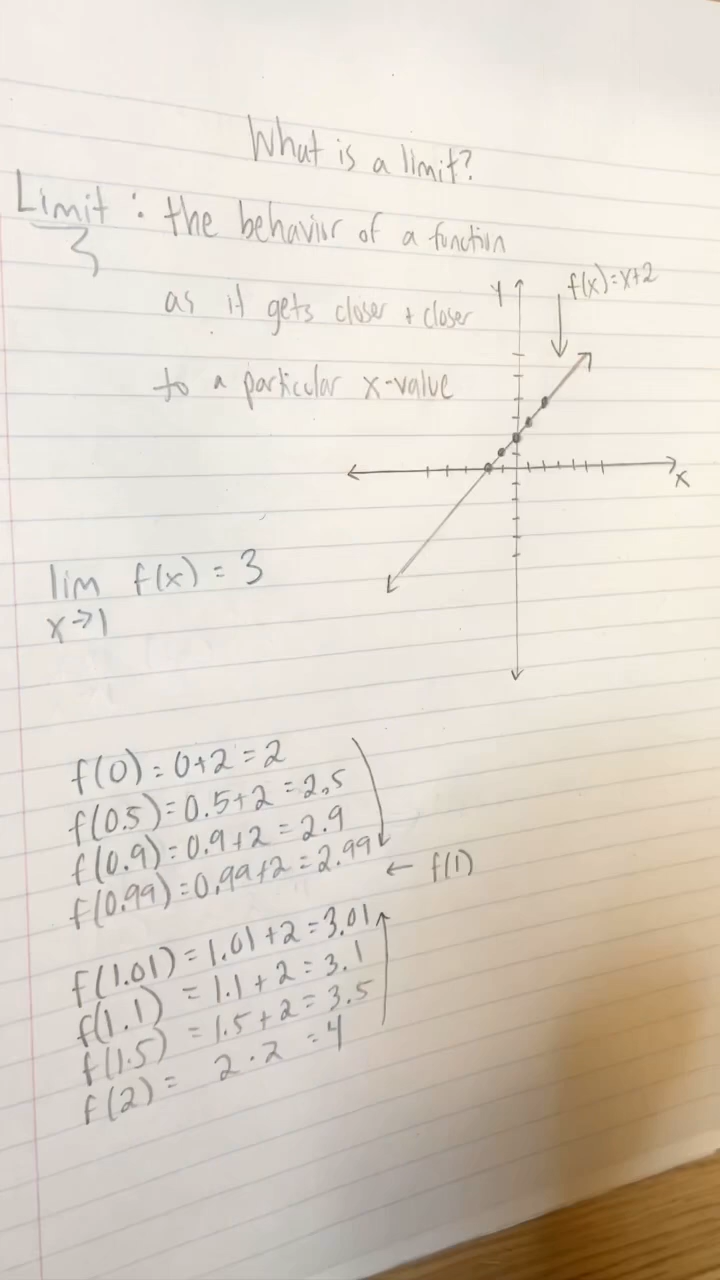 What is a limit?
Limit: the behavior of a function
as it gets closer + closer
to a particular x-value
y
f(x)=x+2
x
lim f(x) = 3
x→1
f(0) = 0+2 = 2
f(0.5) = 0.5+2 = 2.5
f(0.9) = 0.9+2 = 2.9
f(0.99) = 0.99+2 = 2.99
← f(1)
f(1.01) = 1.01+2 = 3.01
f(1.1) = 1.1+2 = 3.1
f(1.5) = 1.5+2 = 3.5
f(2) = 2·2 = 4